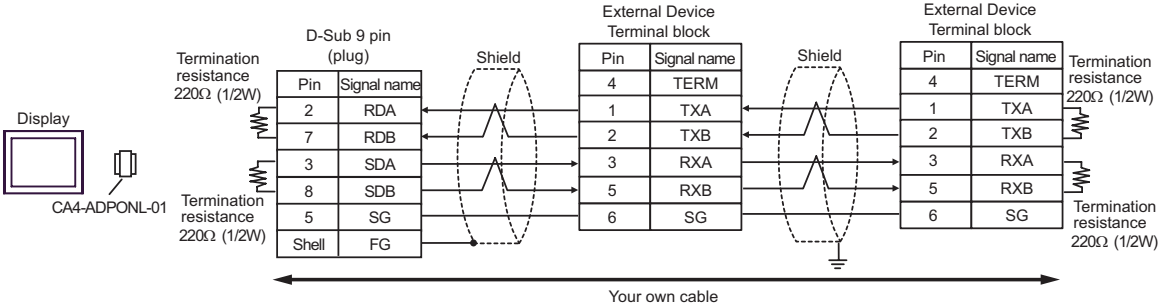 Display
CA4-ADPONL-01
Termination
resistance
220Ω (1/2W)
Termination
resistance
220Ω (1/2W)
D-Sub 9 pin
(plug)
Pin Signal name
2 RDA
7 RDB
3 SDA
8 SDB
5 SG
Shell FG
Shield
External Device
Terminal block
Pin Signal name
4 TERM
1 TXA
2 TXB
3 RXA
5 RXB
6 SG
Shield
External Device
Terminal block
Pin Signal name
4 TERM
1 TXA
2 TXB
3 RXA
5 RXB
6 SG
Termination
resistance
220Ω (1/2W)
Termination
resistance
220Ω (1/2W)
Your own cable